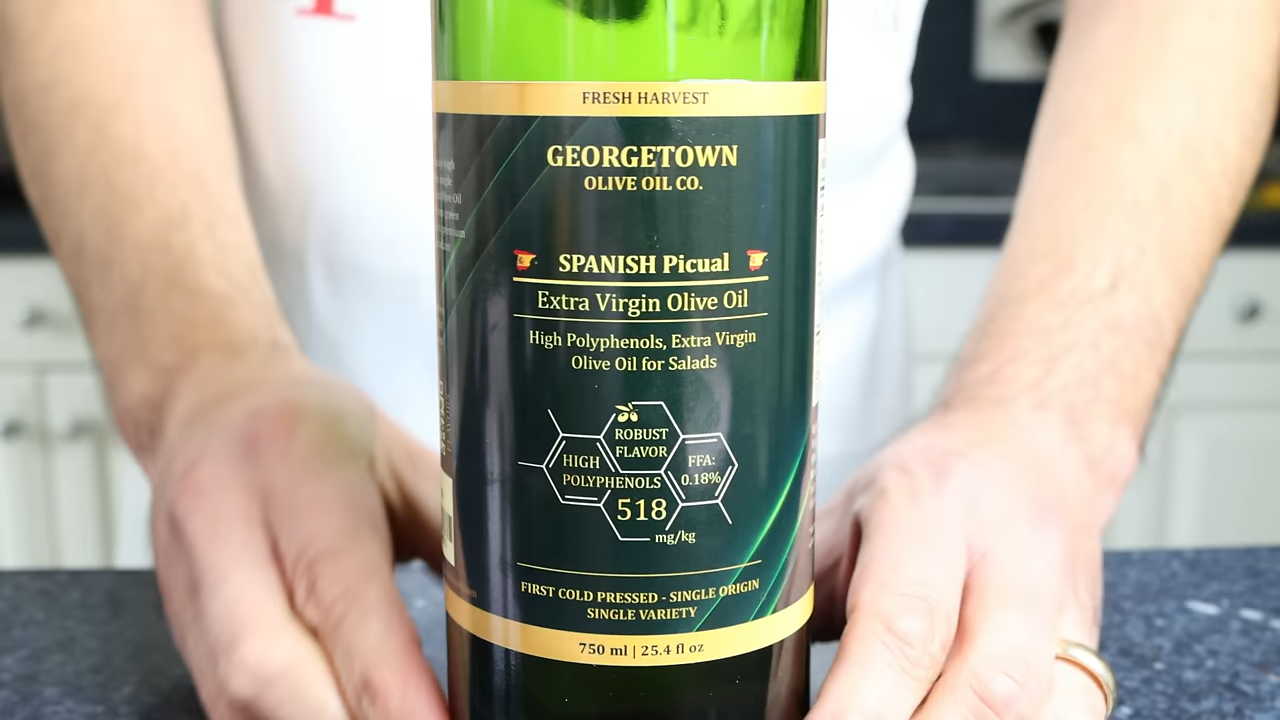 FRESH HARVEST
GEORGETOWN
OLIVE OIL CO.
SPANISH Picual
Extra Virgin Olive Oil
High Polyphenols, Extra Virgin
Olive Oil for Salads
ROBUST
FLAVOR
HIGH
POLYPHENOLS
FFA:
0.18%
518
mg/kg
FIRST COLD PRESSED - SINGLE ORIGIN
SINGLE VARIETY
750 ml | 25.4 fl oz